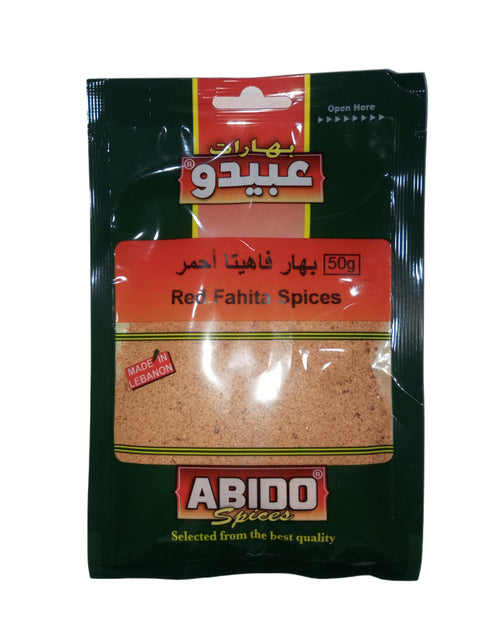 Open Here
بهارات
عبيدو®
بهار فاهيتا أحمر 50g
Red Fahita Spices
MADE IN
LEBANON
ABIDO®
Spices
Selected from the best quality